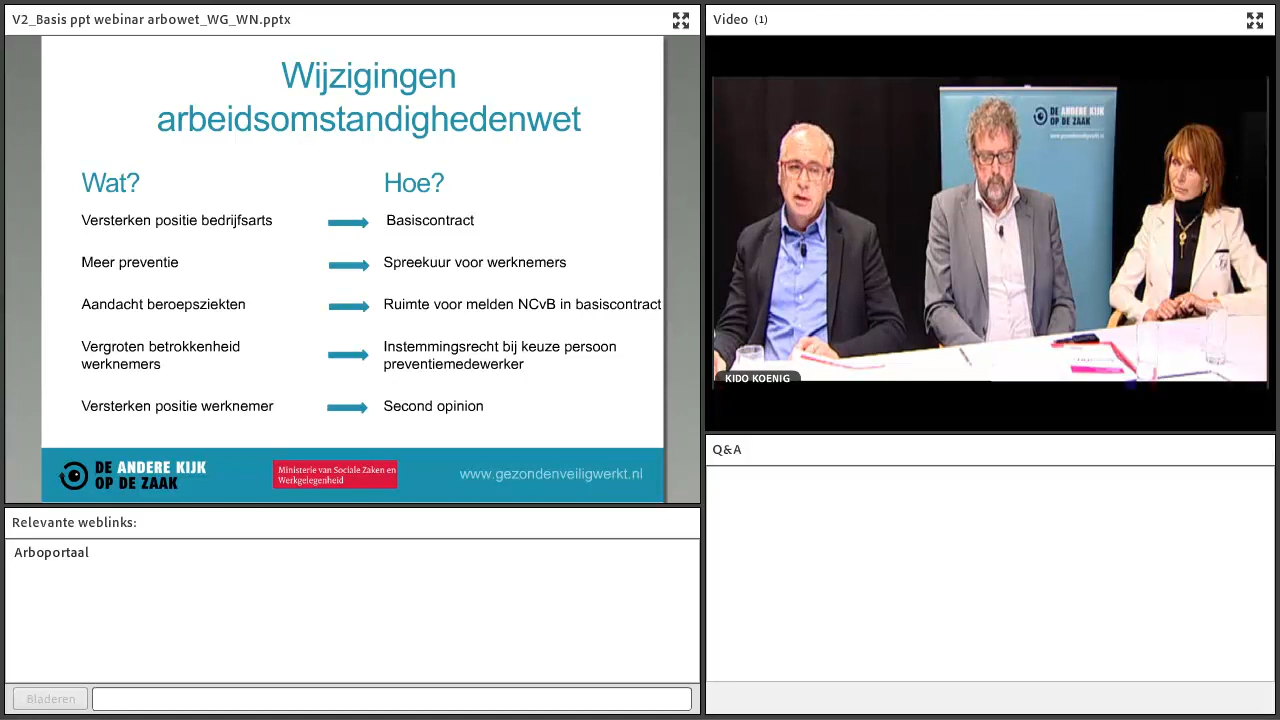 V2_Basis ppt webinar arbowet_WG_WN.pptx
Wijzigingen
arbeidsomstandighedenwet
Wat?
Hoe?
Versterken positie bedrijfsarts
Basiscontract
Meer preventie
Spreekuur voor werknemers
Aandacht beroepsziekten
Ruimte voor melden NCvB in basiscontract
Vergroten betrokkenheid
werknemers
Instemmingsrecht bij keuze persoon
preventiemedewerker
Versterken positie werknemer
Second opinion
DE ANDERE KIJK
OP DE ZAAK
Ministerie van Sociale Zaken en
Werkgelegenheid
www.gezondenveiligwerkt.nl
Relevante weblinks:
Arboportaal
Bladeren
Video (1)
DE ANDERE KIJK
OP DE ZAAK
www.gezondenveiligwerkt.nl
KIDO KOENIG
Q&A